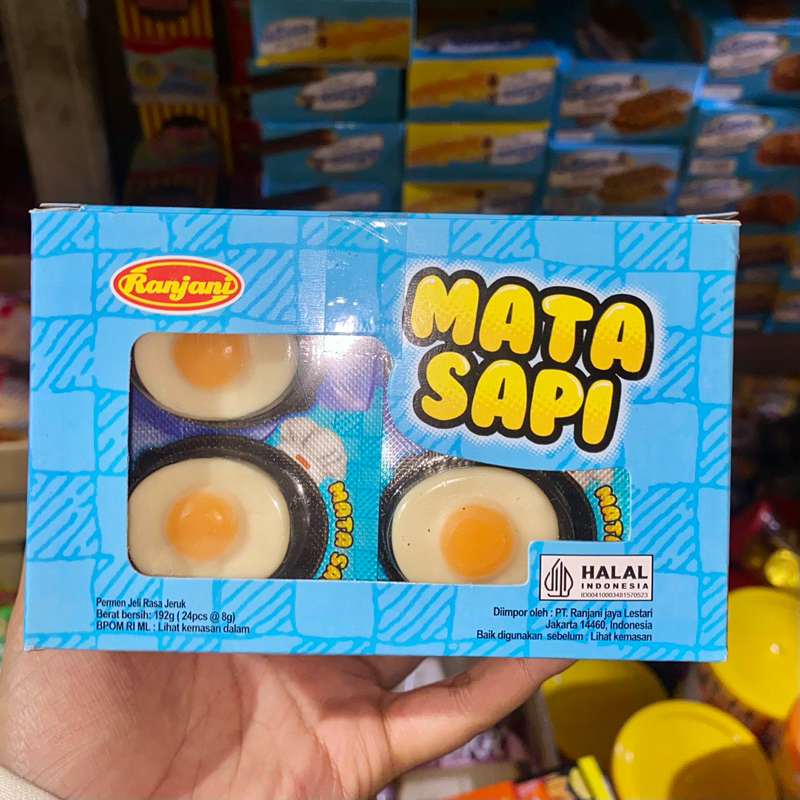 Ranjani
MATA
SAPI
MATA SA
MATA
HALAL
INDONESIA
ID00410003481570523
Permen Jeli Rasa Jeruk
Berat bersih: 192g ( 24pcs @ 8g)
BPOM RI ML : Lihat kemasan dalam
Diimpor oleh : PT. Ranjani jaya Lestari
Jakarta 14460, Indonesia
Baik digunakan sebelum : Lihat kemasan